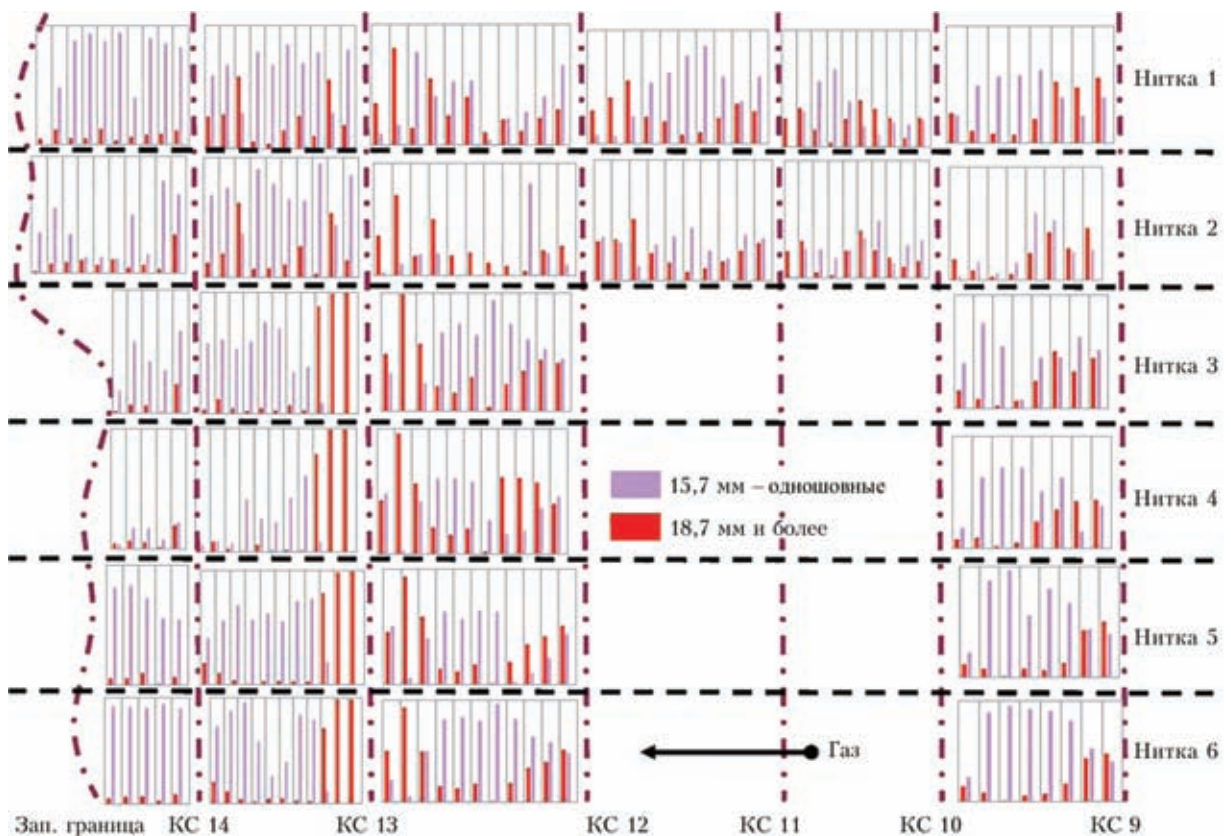 Нитка 1
Нитка 2
Нитка 3
Нитка 4
15,7 мм – одношовные
18,7 мм и более
Нитка 5
Нитка 6
Газ
Зап. граница КС 14 КС 13 КС 12 КС 11 КС 10 КС 9